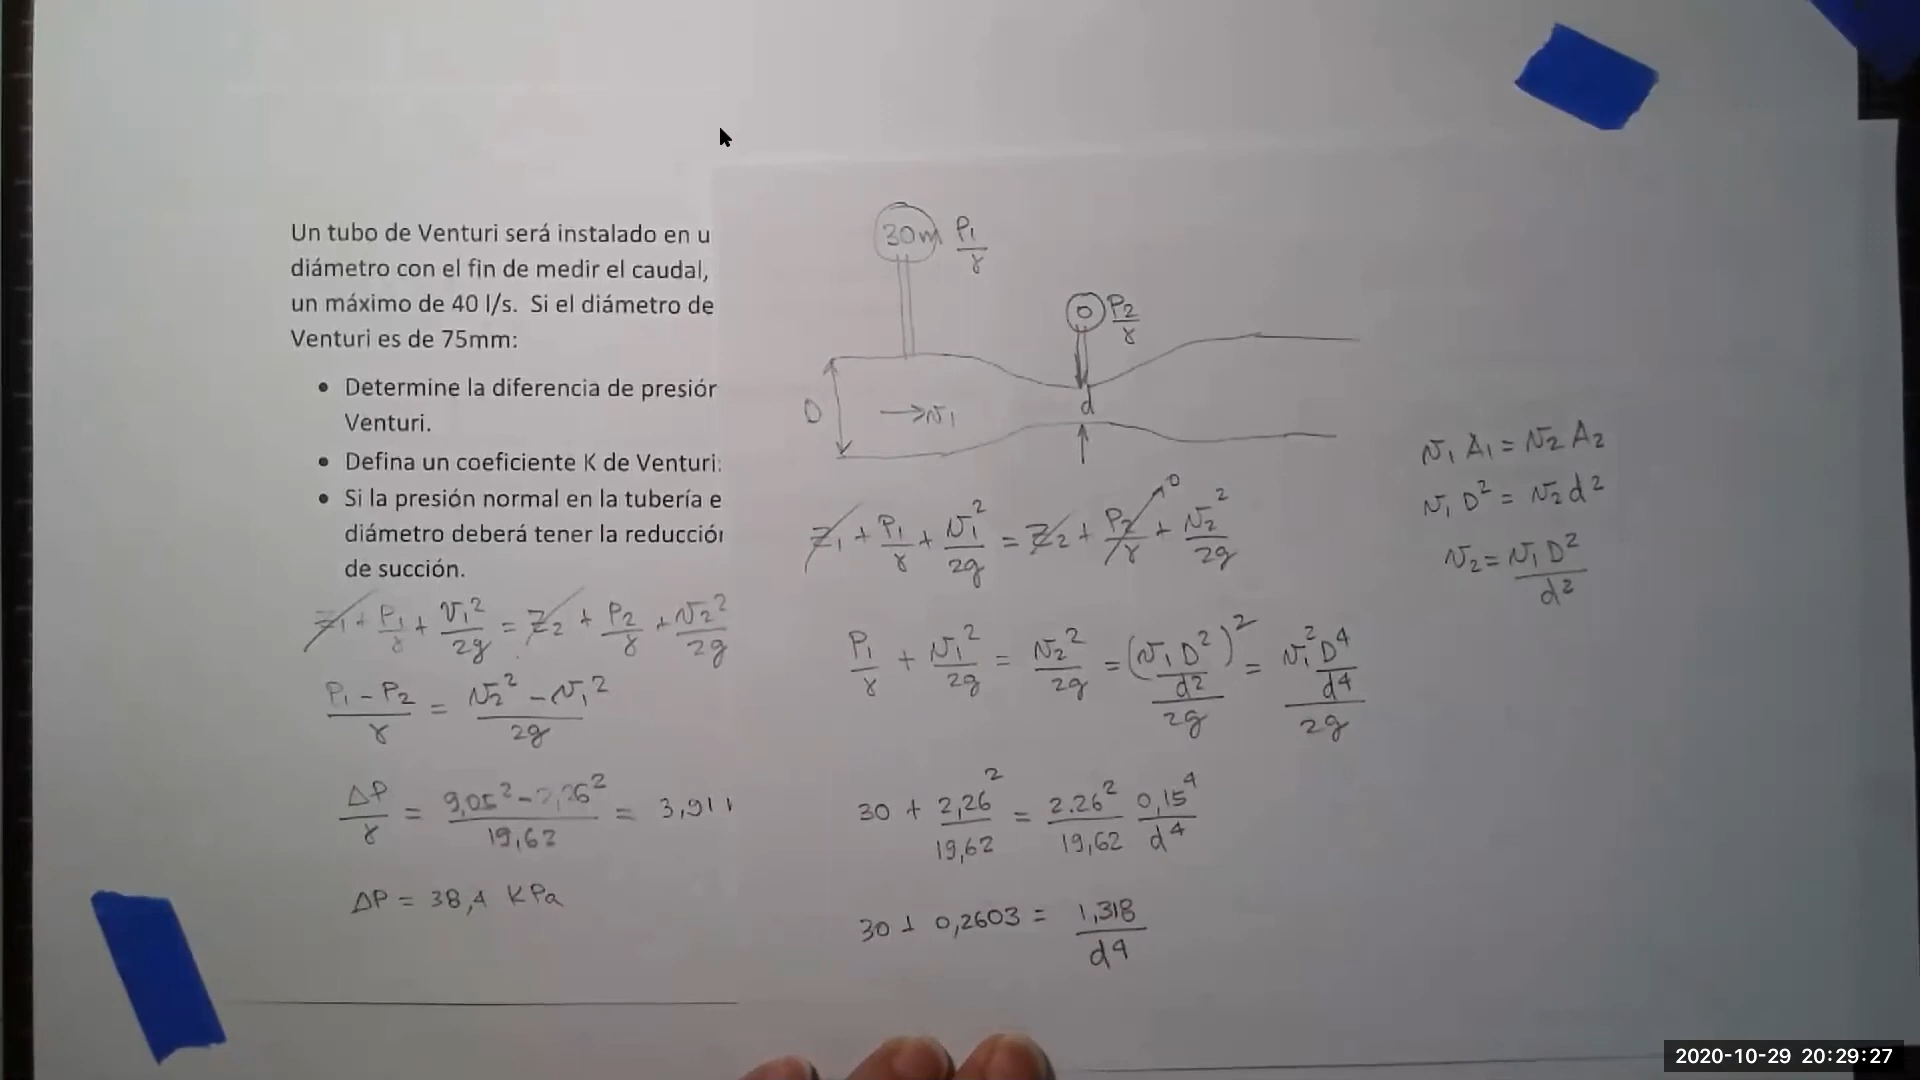 Un tubo de Venturi será instalado en u
diámetro con el fin de medir el caudal,
un máximo de 40 l/s. Si el diámetro de
Venturi es de 75mm:
• Determine la diferencia de presión
Venturi.
• Defina un coeficiente K de Venturi:
• Si la presión normal en la tubería e
diámetro deberá tener la reducción
de succión.
Z1 + P1/γ + V1²/2g = Z2 + P2/γ + V2²/2g
P1 - P2/γ = V2² - V1²/2g
ΔP/γ = 9,05² - 2,26²/19,62 = 3,91
ΔP = 38,4 KPa
30m P1/γ
0 P2/γ
D → V1 d
Z1 + P1/γ + V1²/2g = Z2 + P2/γ + V2²/2g
0
P1/γ + V1²/2g = V2²/2g = (V1 D²/d²)²/2g = V1² D⁴/d⁴/2g
30 + 2,26²/19,62 = 2.26²/19,62 0,15⁴/d⁴
30 + 0,2603 = 1,318/d4
V1 A1 = V2 A2
V1 D² = V2 d²
V2 = V1 D²/d²
2020-10-29 20:29:27